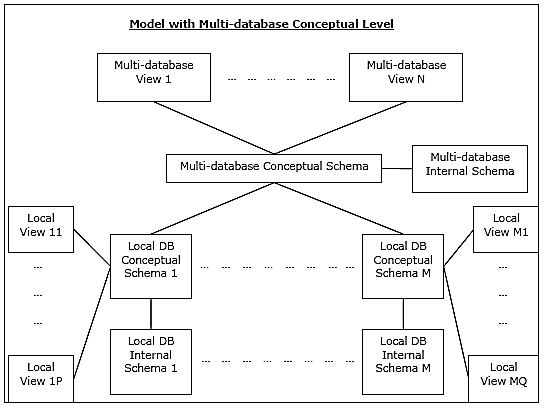 Model with Multi-database Conceptual Level
Multi-database
View 1
... ... ... ... ... ...
Multi-database
View N
Multi-database Conceptual Schema
Multi-database
Internal Schema
Local
View 11
...
...
...
Local
View 1P
Local DB
Conceptual
Schema 1
... ... ... ... ... ... ... ...
Local DB
Conceptual
Schema M
Local
View M1
...
...
...
Local
View MQ
Local DB
Internal
Schema 1
... ... ... ... ... ... ... ...
Local DB
Internal
Schema M